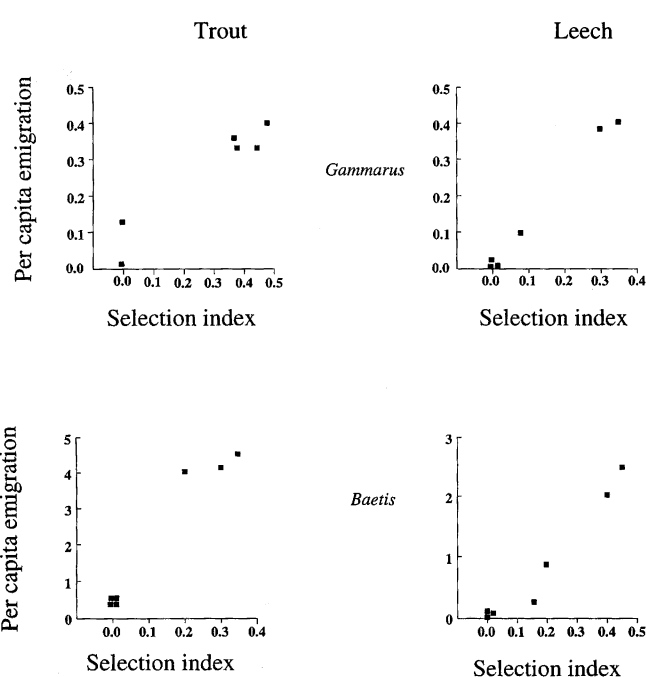 Trout
Leech
Per capita emigration
0.5
0.4
0.3
0.2
0.1
0.0
0.0 0.1 0.2 0.3 0.4 0.5
Selection index
Gammarus
0.5
0.4
0.3
0.2
0.1
0.0
0.0 0.1 0.2 0.3 0.4
Selection index
Per capita emigration
5
4
3
2
1
0
0.0 0.1 0.2 0.3 0.4
Selection index
Baetis
3
2
1
0
0.0 0.1 0.2 0.3 0.4 0.5
Selection index